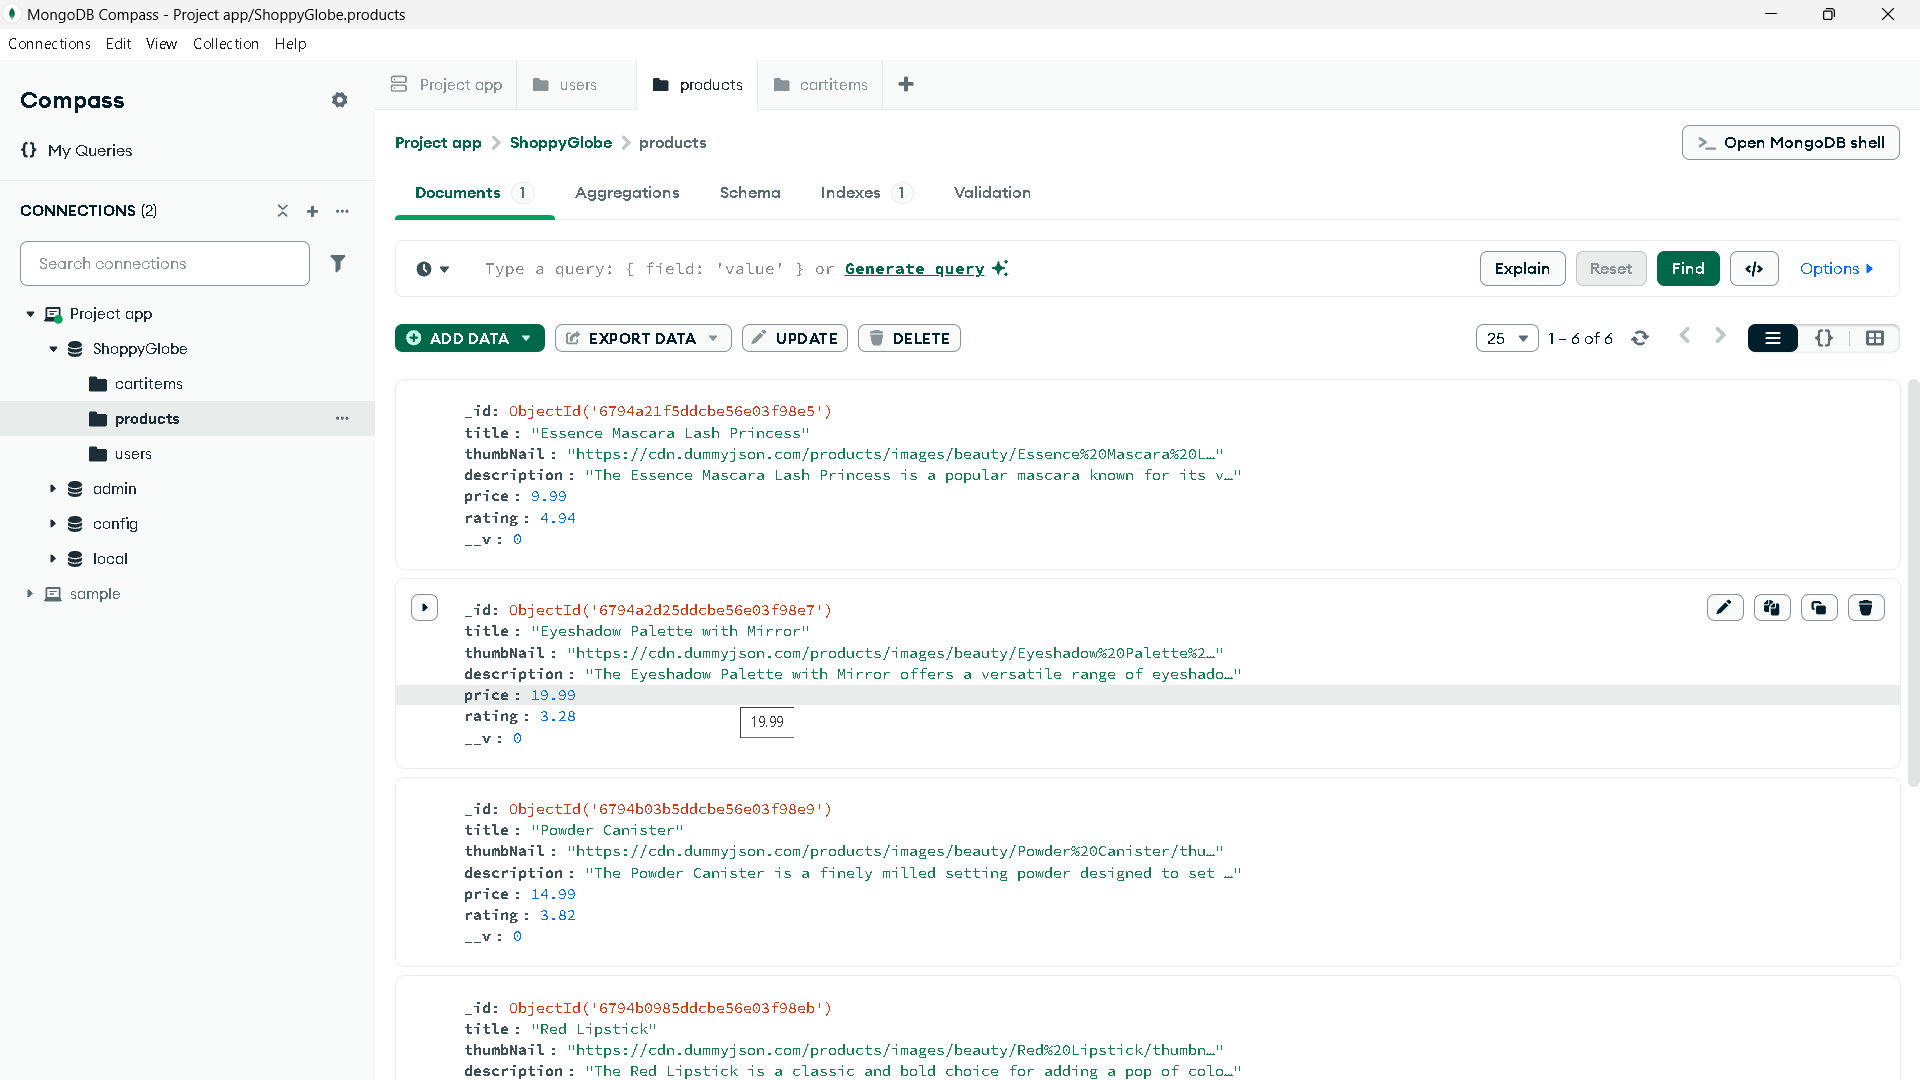 MongoDB Compass - Project app/ShoppyGlobe.products
Connections Edit View Collection Help
Compass
My Queries
CONNECTIONS (2)
Search connections
Project app
ShoppyGlobe
cartitems
products
users
admin
config
local
sample
Project app users products cartitems
Project app > ShoppyGlobe > products
>_ Open MongoDB shell
Documents 1 Aggregations Schema Indexes 1 Validation
Type a query: { field: 'value' } or Generate query
Explain Reset Find </> Options
ADD DATA EXPORT DATA UPDATE DELETE
25 1 – 6 of 6 {}
_id: ObjectId('6794a21f5ddcbe56e03f98e5')
title : "Essence Mascara Lash Princess"
thumbNail : "https://cdn.dummyjson.com/products/images/beauty/Essence%20Mascara%20L…"
description : "The Essence Mascara Lash Princess is a popular mascara known for its v…"
price : 9.99
rating : 4.94
__v : 0
_id: ObjectId('6794a2d25ddcbe56e03f98e7')
title : "Eyeshadow Palette with Mirror"
thumbNail : "https://cdn.dummyjson.com/products/images/beauty/Eyeshadow%20Palette%2…"
description : "The Eyeshadow Palette with Mirror offers a versatile range of eyeshado…"
price : 19.99
rating : 3.28
19.99
__v : 0
_id: ObjectId('6794b03b5ddcbe56e03f98e9')
title : "Powder Canister"
thumbNail : "https://cdn.dummyjson.com/products/images/beauty/Powder%20Canister/thu…"
description : "The Powder Canister is a finely milled setting powder designed to set …"
price : 14.99
rating : 3.82
__v : 0
_id: ObjectId('6794b0985ddcbe56e03f98eb')
title : "Red Lipstick"
thumbNail : "https://cdn.dummyjson.com/products/images/beauty/Red%20Lipstick/thumbn…"
description : "The Red Lipstick is a classic and bold choice for adding a pop of colo…"